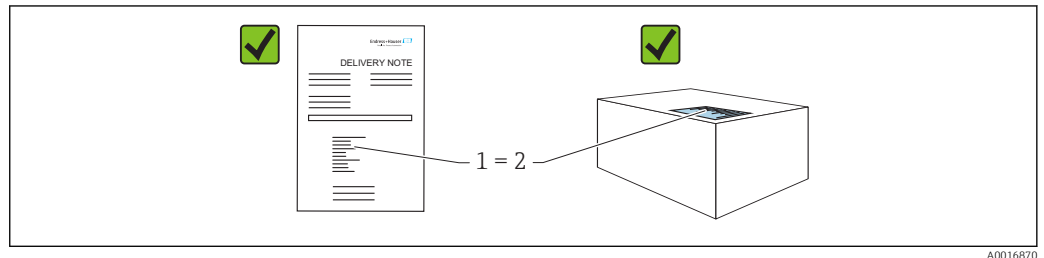 Endress+Hauser
DELIVERY NOTE
1 = 2
A0016870